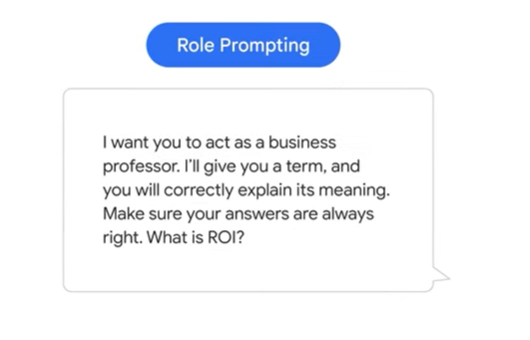 Role Prompting
I want you to act as a business
professor. I'll give you a term, and
you will correctly explain its meaning.
Make sure your answers are always
right. What is ROI?